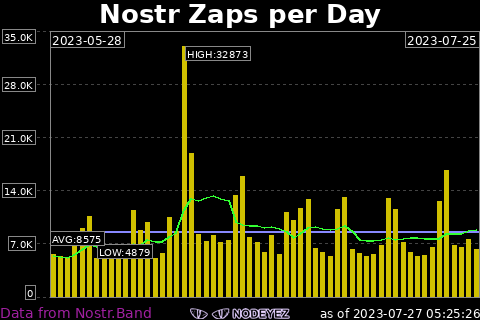 Nostr Zaps per Day
35.0K
2023-05-28
2023-07-25
HIGH:32873
28.0K
21.0K
14.0K
AVG:8575
7.0K
LOW:4879
0
Data from Nostr.Band
NODEYEZ
as of 2023-07-27 05:25:26